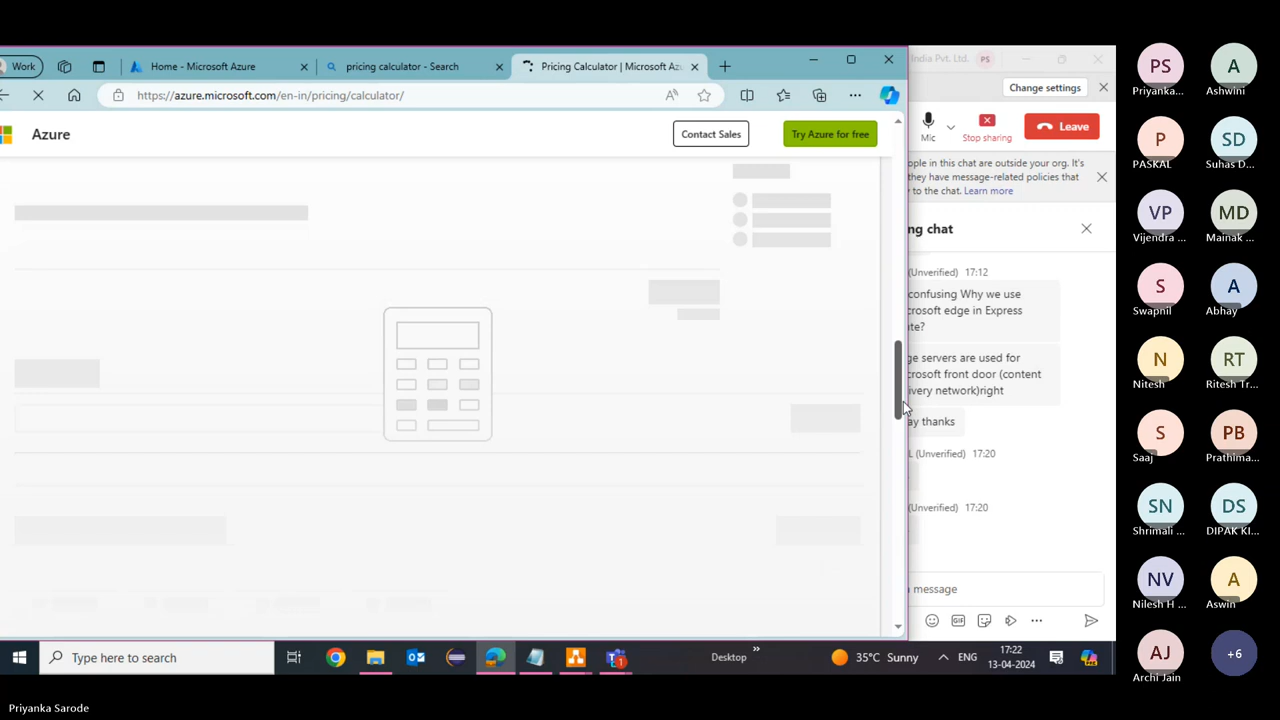 Work
Home - Microsoft Azure
pricing calculator - Search
Pricing Calculator | Microsoft Az
https://azure.microsoft.com/en-in/pricing/calculator/
Azure
Contact Sales
Try Azure for free
India Pvt. Ltd.
PS
Change settings
Mic
Stop sharing
Leave
ople in this chat are outside your org. It's
they have message-related policies that
y to the chat. Learn more
ng chat
(Unverified) 17:12
confusing Why we use
crosoft edge in Express
te?
ge servers are used for
crosoft front door (content
ivery network)right
ay thanks
L (Unverified) 17:20
(Unverified) 17:20
message
GIF
Type here to search
1
Desktop
35°C Sunny
ENG
17:22
13-04-2024
Priyanka Sarode
PS
Priyanka...
A
Ashwini
P
PASKAL
SD
Suhas D...
VP
Vijendra ...
MD
Mainak ...
S
Swapnil
A
Abhay
N
Nitesh
RT
Ritesh Tr...
S
Saaj
PB
Prathima...
SN
Shrimali ...
DS
DIPAK KI...
NV
Nilesh H ...
A
Aswin
AJ
Archi Jain
+6